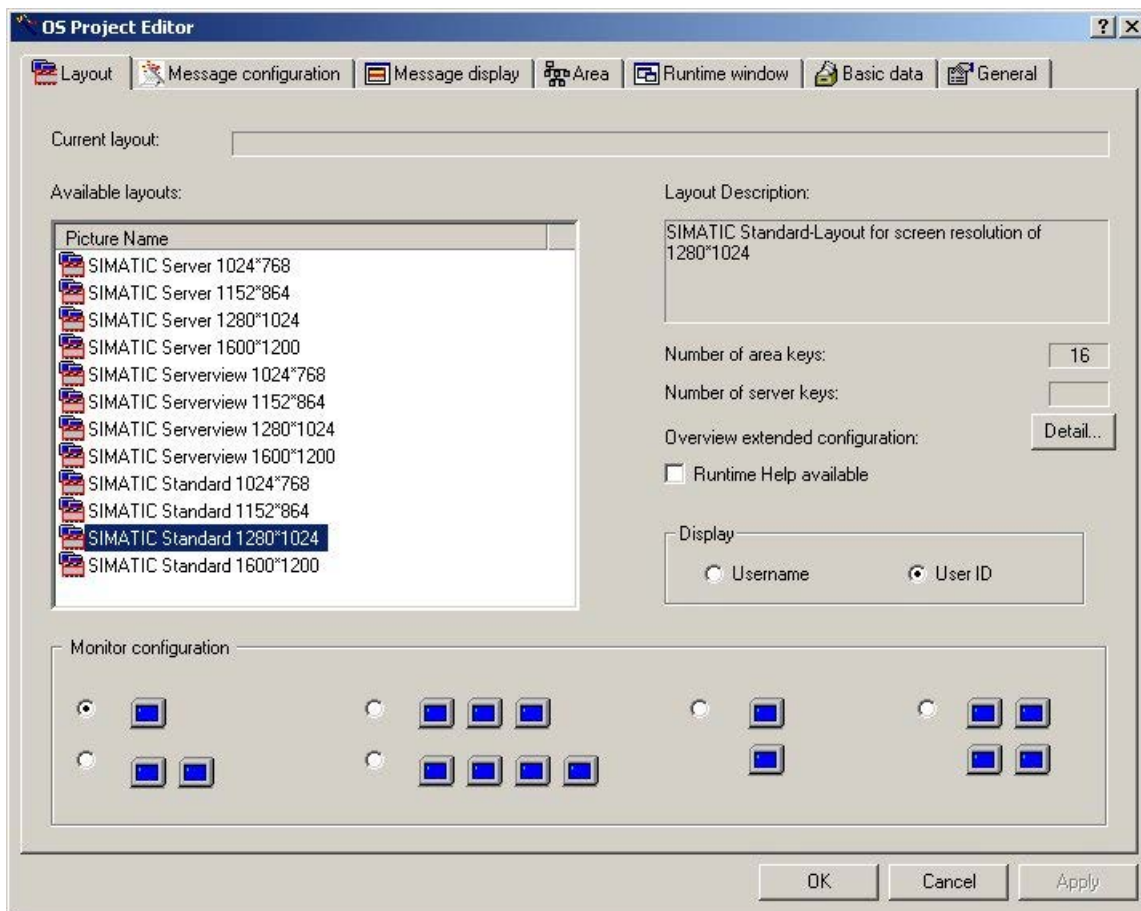 OS Project Editor
Layout
Message configuration
Message display
Area
Runtime window
Basic data
General
Current layout:
Available layouts:
Picture Name
SIMATIC Server 1024*768
SIMATIC Server 1152*864
SIMATIC Server 1280*1024
SIMATIC Server 1600*1200
SIMATIC Serverview 1024*768
SIMATIC Serverview 1152*864
SIMATIC Serverview 1280*1024
SIMATIC Serverview 1600*1200
SIMATIC Standard 1024*768
SIMATIC Standard 1152*864
SIMATIC Standard 1280*1024
SIMATIC Standard 1600*1200
Layout Description:
SIMATIC Standard-Layout for screen resolution of
1280*1024
Number of area keys:
16
Number of server keys:
Overview extended configuration:
Detail...
Runtime Help available
Display
Username
User ID
Monitor configuration
OK
Cancel
Apply